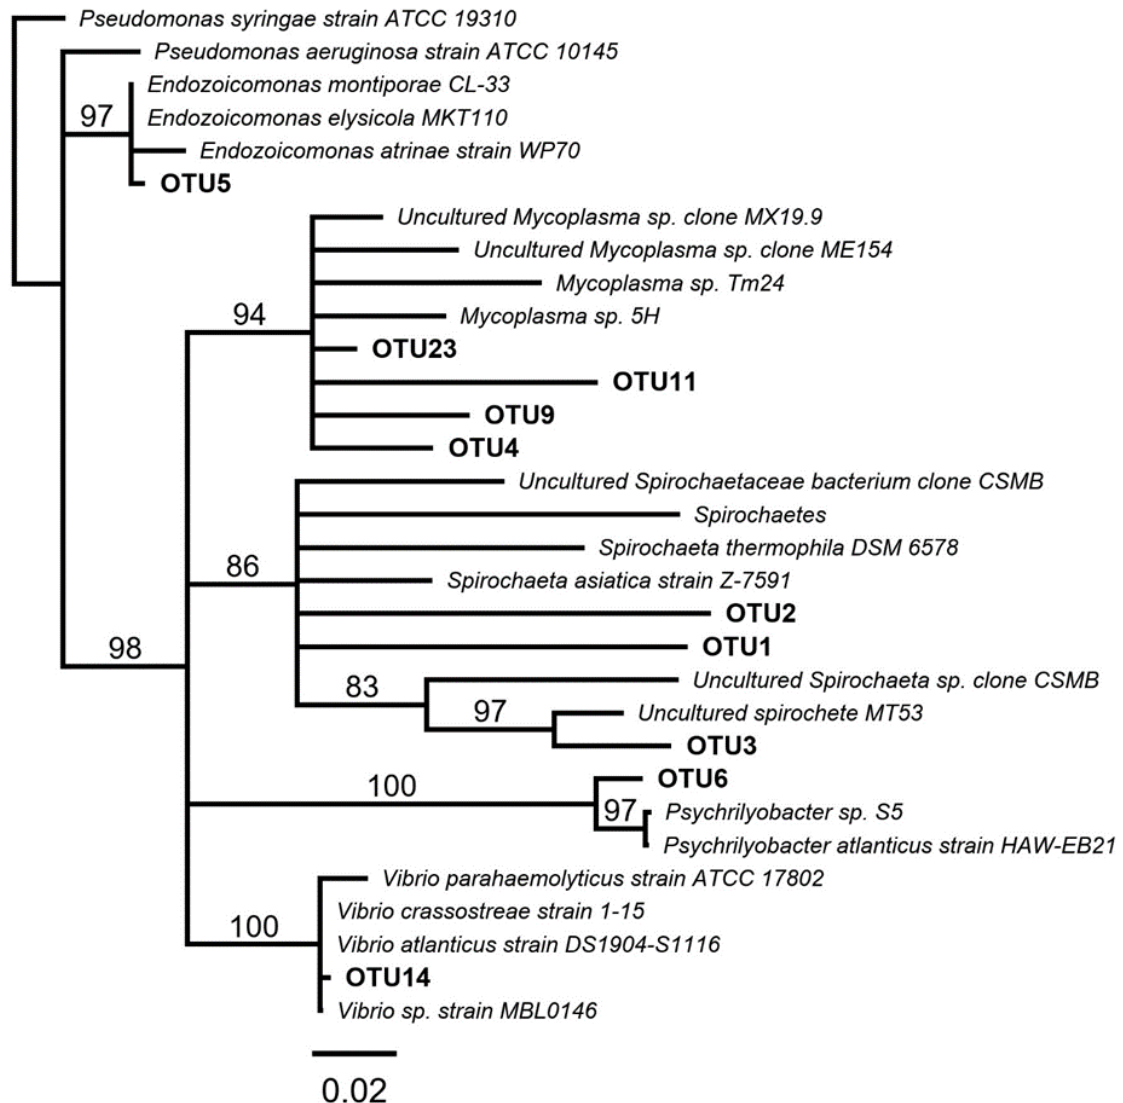 Pseudomonas syringae strain ATCC 19310
Pseudomonas aeruginosa strain ATCC 10145
Endozoicomonas montiporae CL-33
97
Endozoicomonas elysicola MKT110
Endozoicomonas atrinae strain WP70
OTU5
Uncultured Mycoplasma sp. clone MX19.9
Uncultured Mycoplasma sp. clone ME154
Mycoplasma sp. Tm24
94
Mycoplasma sp. 5H
OTU23
OTU11
OTU9
OTU4
Uncultured Spirochaetaceae bacterium clone CSMB
Spirochaetes
Spirochaeta thermophila DSM 6578
86
Spirochaeta asiatica strain Z-7591
OTU2
98
OTU1
83
Uncultured Spirochaeta sp. clone CSMB
97
Uncultured spirochete MT53
OTU3
OTU6
100
97
Psychrilyobacter sp. S5
Psychrilyobacter atlanticus strain HAW-EB21
Vibrio parahaemolyticus strain ATCC 17802
Vibrio crassostreae strain 1-15
100
Vibrio atlanticus strain DS1904-S1116
OTU14
Vibrio sp. strain MBL0146
0.02